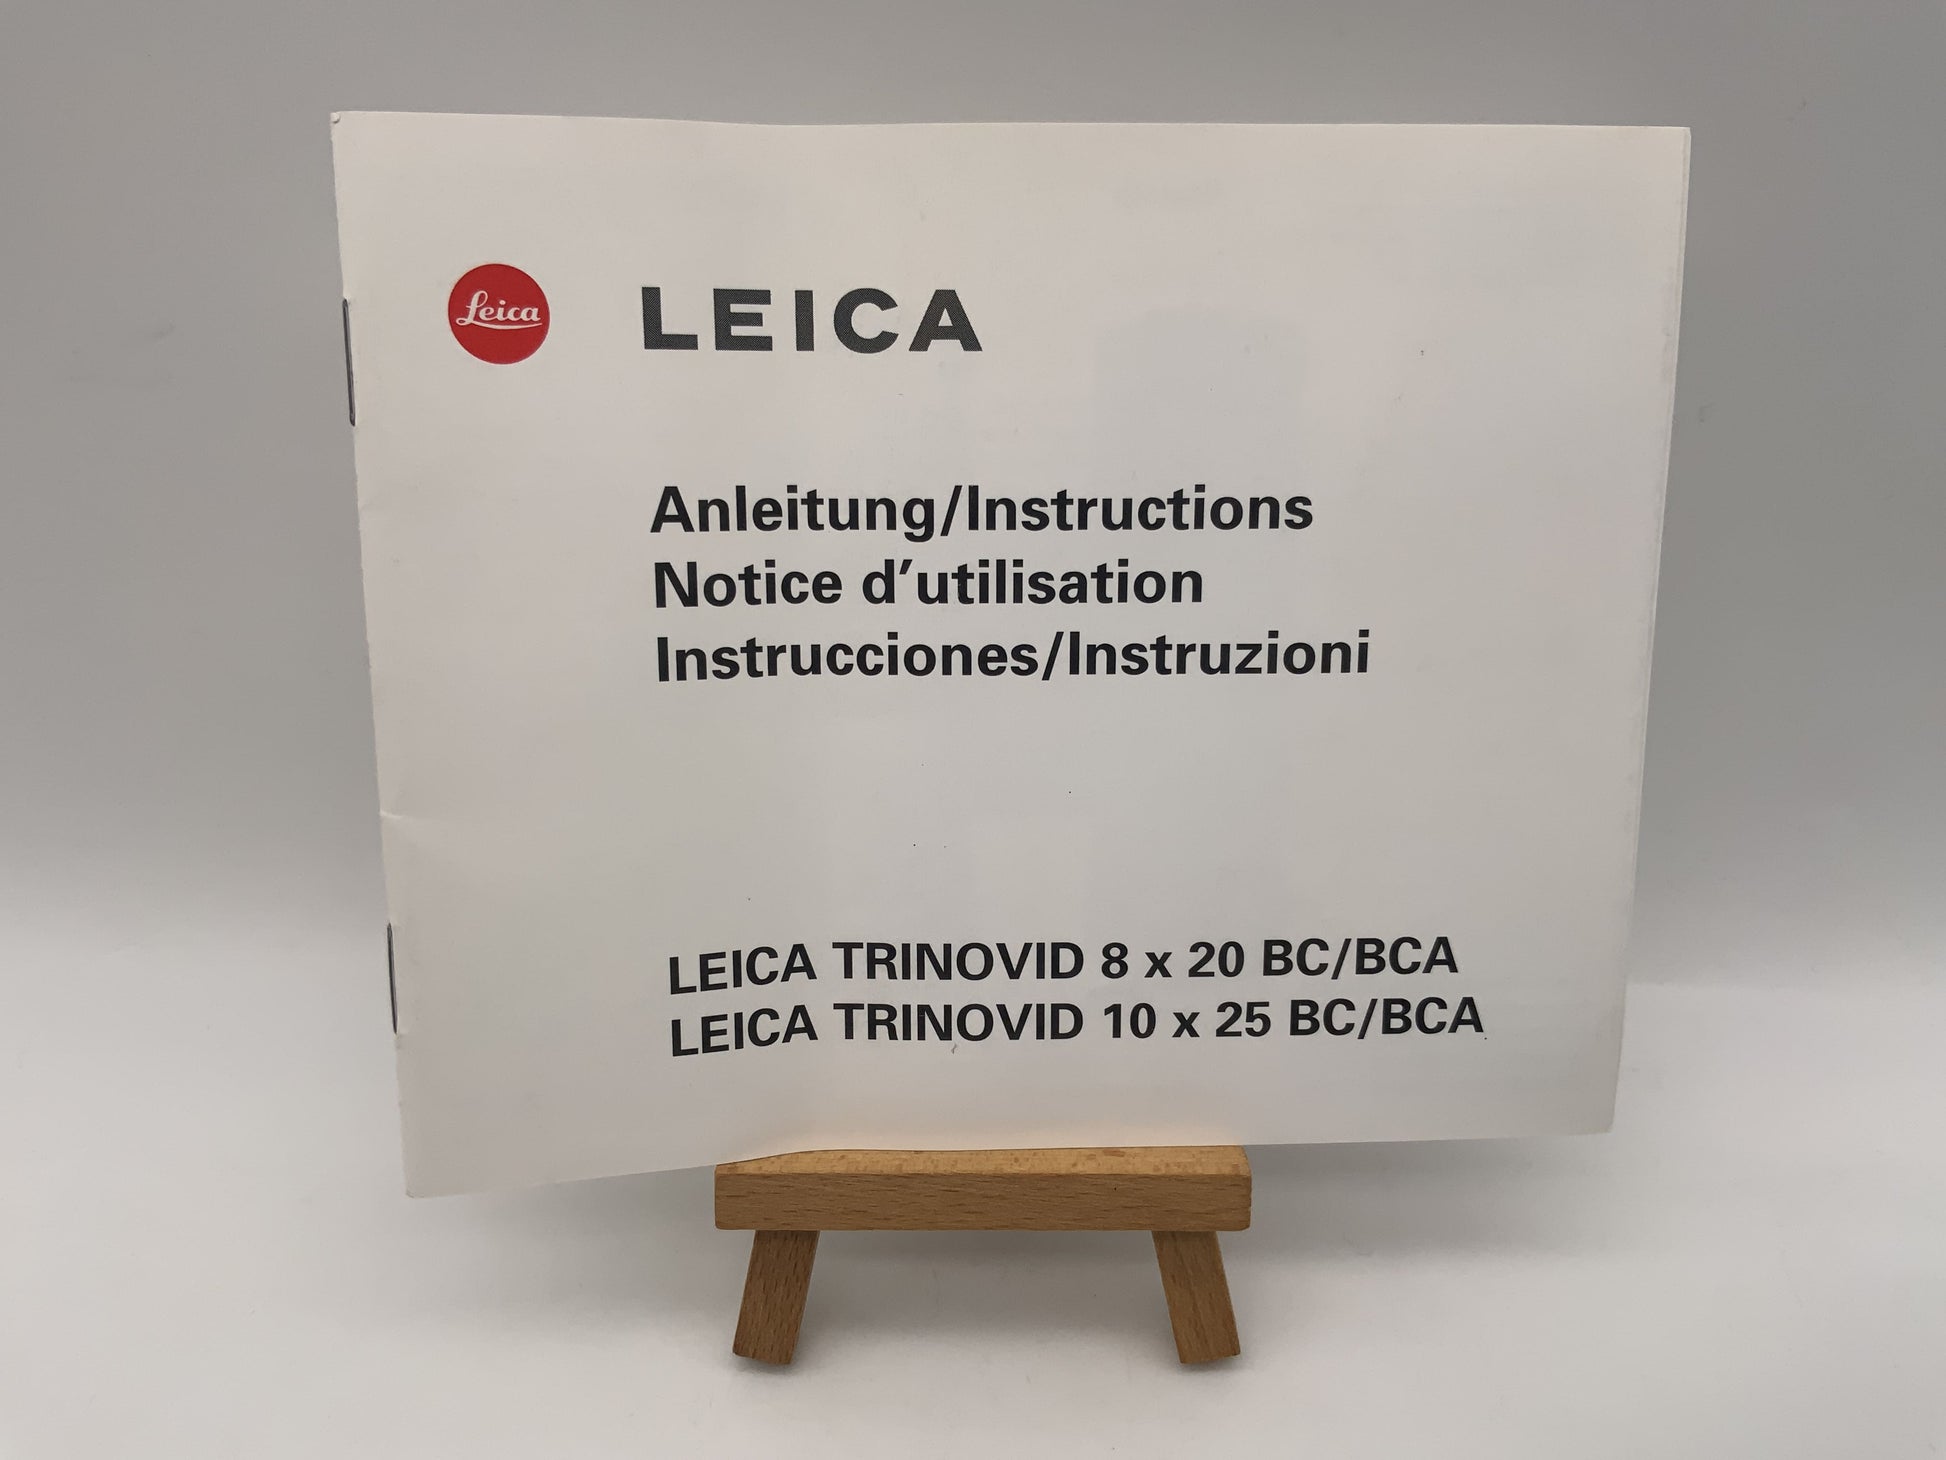 Leica
LEICA
Anleitung/Instructions
Notice d’utilisation
Instrucciones/Instruzioni
LEICA TRINOVID 8 x 20 BC/BCA
LEICA TRINOVID 10 x 25 BC/BCA